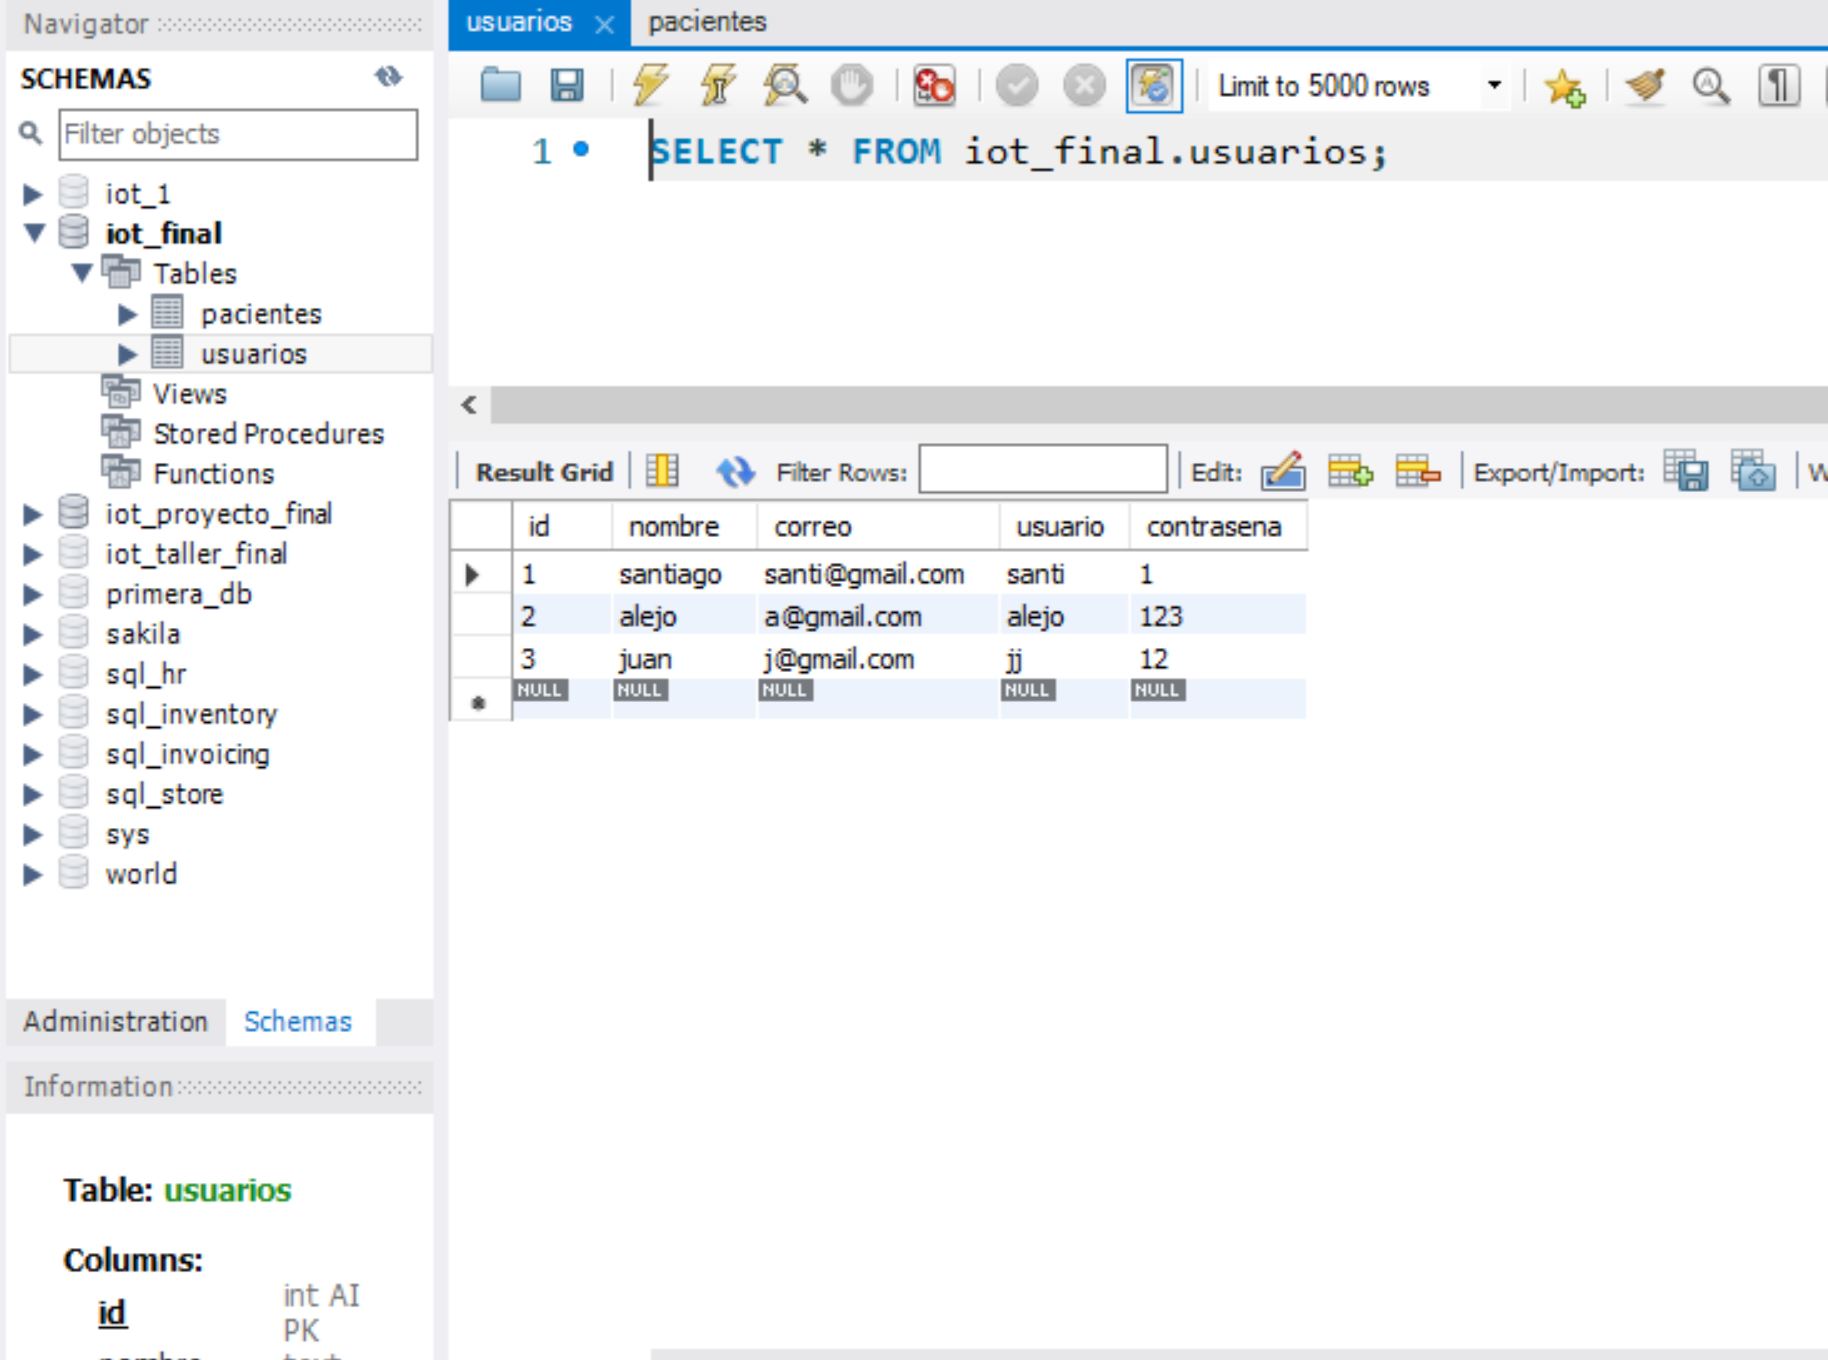 Navigator
SCHEMAS
Filter objects
iot_1
iot_final
Tables
pacientes
usuarios
Views
Stored Procedures
Functions
iot_proyecto_final
iot_taller_final
primera_db
sakila
sql_hr
sql_inventory
sql_invoicing
sql_store
sys
world
Administration Schemas
Information
Table: usuarios
Columns:
id int AI PK
usuarios pacientes
Limit to 5000 rows
1 SELECT * FROM iot_final.usuarios;
Result Grid Filter Rows: Edit: Export/Import:
id nombre correo usuario contrasena
1 santiago santi@gmail.com santi 1
2 alejo a@gmail.com alejo 123
3 juan j@gmail.com jj 12
NULL NULL NULL NULL NULL